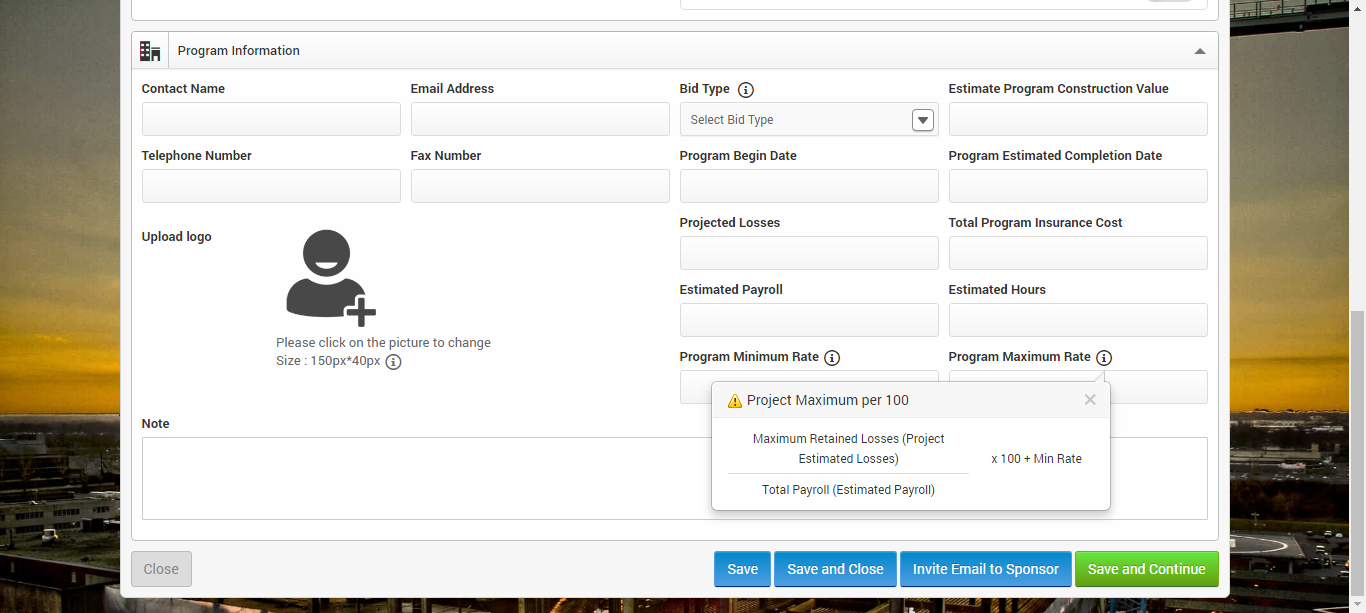 Program Information
Contact Name
Email Address
Bid Type
Estimate Program Construction Value
Select Bid Type
Telephone Number
Fax Number
Program Begin Date
Program Estimated Completion Date
Upload logo
Projected Losses
Total Program Insurance Cost
Estimated Payroll
Estimated Hours
Please click on the picture to change
Size : 150px*40px
Program Minimum Rate
Program Maximum Rate
Project Maximum per 100
Maximum Retained Losses (Project
Estimated Losses)
x 100 + Min Rate
Total Payroll (Estimated Payroll)
Note
Close
Save
Save and Close
Invite Email to Sponsor
Save and Continue